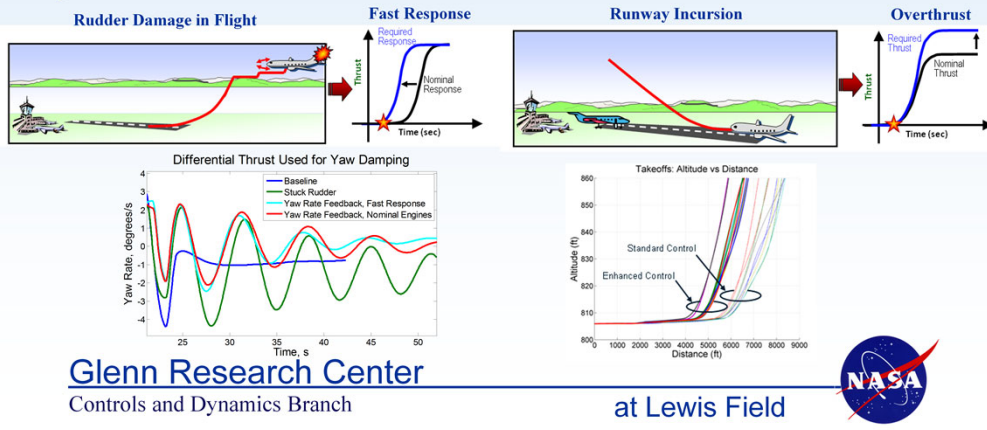 Rudder Damage in Flight
Fast Response
Runway Incursion
Overthrust
Required
Response
Nominal
Response
Thrust
Time (sec)
Required
Thrust
Nominal
Thrust
Thrust
Time (sec)
Differential Thrust Used for Yaw Damping
Baseline
Stuck Rudder
Yaw Rate Feedback, Fast Response
Yaw Rate Feedback, Nominal Engines
Yaw Rate, degrees/s
4
3
2
1
0
-1
-2
-3
-4
25 30 35 40 45 50
Time, s
Takeoffs: Altitude vs Distance
Altitude (ft)
860
850
840
830
820
810
800
Standard Control
Enhanced Control
0 1000 2000 3000 4000 5000 6000 7000 8000 9000
Distance (ft)
Glenn Research Center
Controls and Dynamics Branch
at Lewis Field
NASA